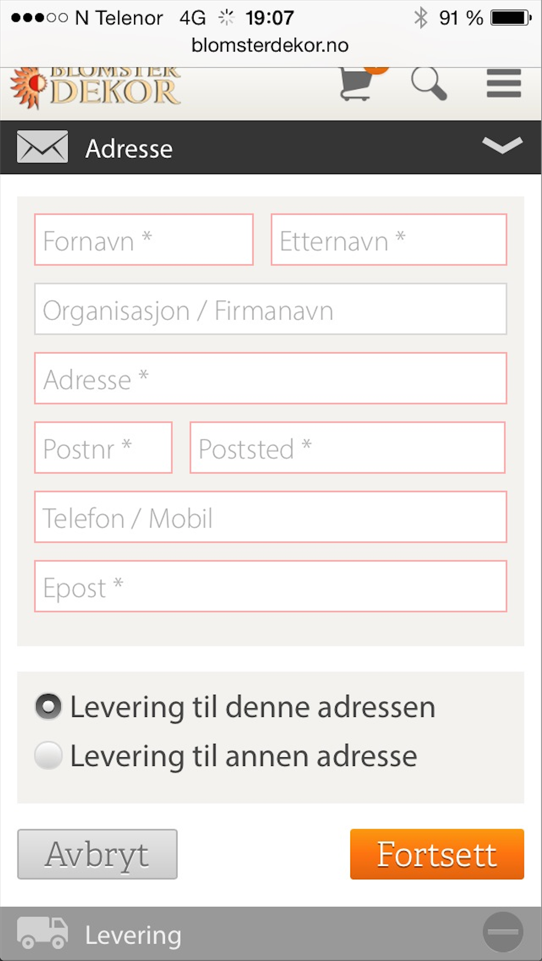 N Telenor 4G 19:07 91 %
blomsterdekor.no
BLOMSTER
DEKOR
Adresse
Fornavn * Etternavn *
Organisasjon / Firmanavn
Adresse *
Postnr * Poststed *
Telefon / Mobil
Epost *
Levering til denne adressen
Levering til annen adresse
Avbryt Fortsett
Levering